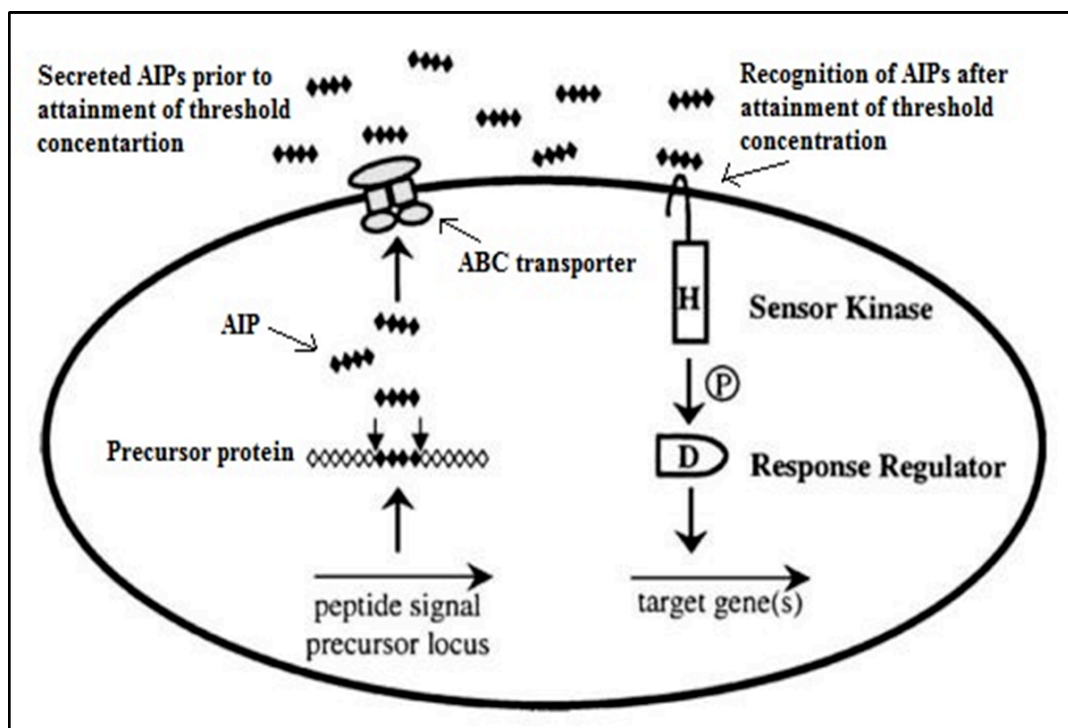 Secreted AIPs prior to
attainment of threshold
concentartion
Recognition of AIPs after
attainment of threshold
concentration
ABC transporter
AIP
H
Sensor Kinase
P
Precursor protein
D
Response Regulator
peptide signal
precursor locus
target gene(s)